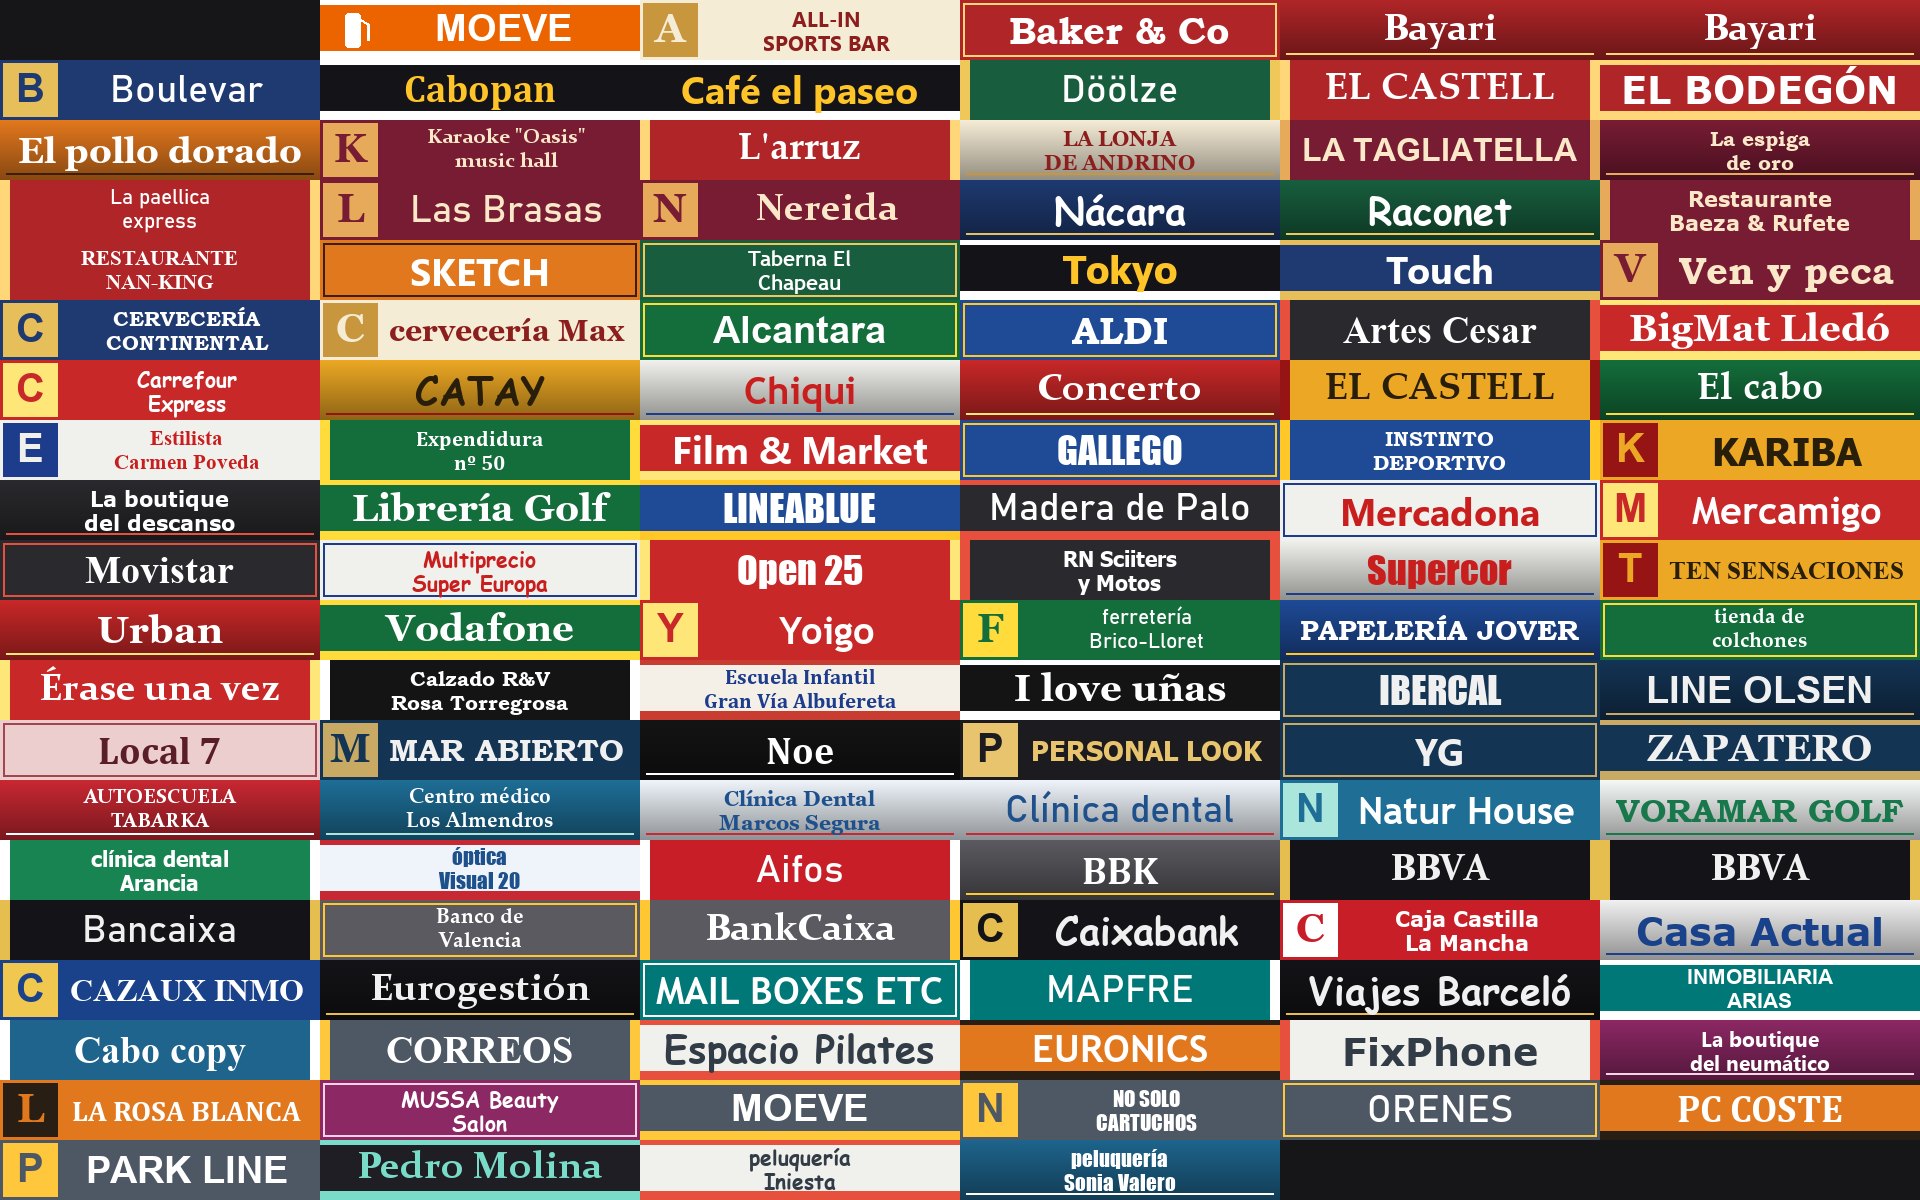 MOEVE
A
ALL-IN
SPORTS BAR
Baker & Co
Bayari
Bayari
B
Boulevar
Cabopan
Café el paseo
Döölze
EL CASTELL
EL BODEGÓN
El pollo dorado
K
Karaoke "Oasis"
music hall
L'arruz
LA LONJA
DE ANDRINO
LA TAGLIATELLA
La espiga
de oro
La paellica
express
L
Las Brasas
N
Nereida
Nácara
Raconet
Restaurante
Baeza & Rufete
RESTAURANTE
NAN-KING
SKETCH
Taberna El
Chapeau
Tokyo
Touch
V
Ven y peca
C
CERVECERÍA
CONTINENTAL
C
cervecería Max
Alcantara
ALDI
Artes Cesar
BigMat Lledó
C
Carrefour
Express
CATAY
Chiqui
Concerto
EL CASTELL
El cabo
E
Estilista
Carmen Poveda
Expendidura
nº 50
Film & Market
GALLEGO
INSTINTO
DEPORTIVO
K
KARIBA
La boutique
del descanso
Librería Golf
LINEABLUE
Madera de Palo
Mercadona
M
Mercamigo
Movistar
Multiprecio
Super Europa
Open 25
RN Sciiters
y Motos
Supercor
T
TEN SENSACIONES
Urban
Vodafone
Y
Yoigo
F
ferretería
Brico-Lloret
PAPELERÍA JOVER
tienda de
colchones
Érase una vez
Calzado R&V
Rosa Torregrosa
Escuela Infantil
Gran Vía Albufereta
I love uñas
IBERCAL
LINE OLSEN
Local 7
M
MAR ABIERTO
Noe
P
PERSONAL LOOK
YG
ZAPATERO
AUTOESCUELA
TABARKA
Centro médico
Los Almendros
Clínica Dental
Marcos Segura
Clínica dental
N
Natur House
VORAMAR GOLF
clínica dental
Arancia
óptica
Visual 20
Aifos
BBK
BBVA
BBVA
Bancaixa
Banco de
Valencia
BankCaixa
C
Caixabank
C
Caja Castilla
La Mancha
Casa Actual
C
CAZAUX INMO
Eurogestión
MAIL BOXES ETC
MAPFRE
Viajes Barceló
INMOBILIARIA
ARIAS
Cabo copy
CORREOS
Espacio Pilates
EURONICS
FixPhone
La boutique
del neumático
L
LA ROSA BLANCA
MUSSA Beauty
Salon
MOEVE
N
NO SOLO
CARTUCHOS
ORENES
PC COSTE
P
PARK LINE
Pedro Molina
peluquería
Iniesta
peluquería
Sonia Valero